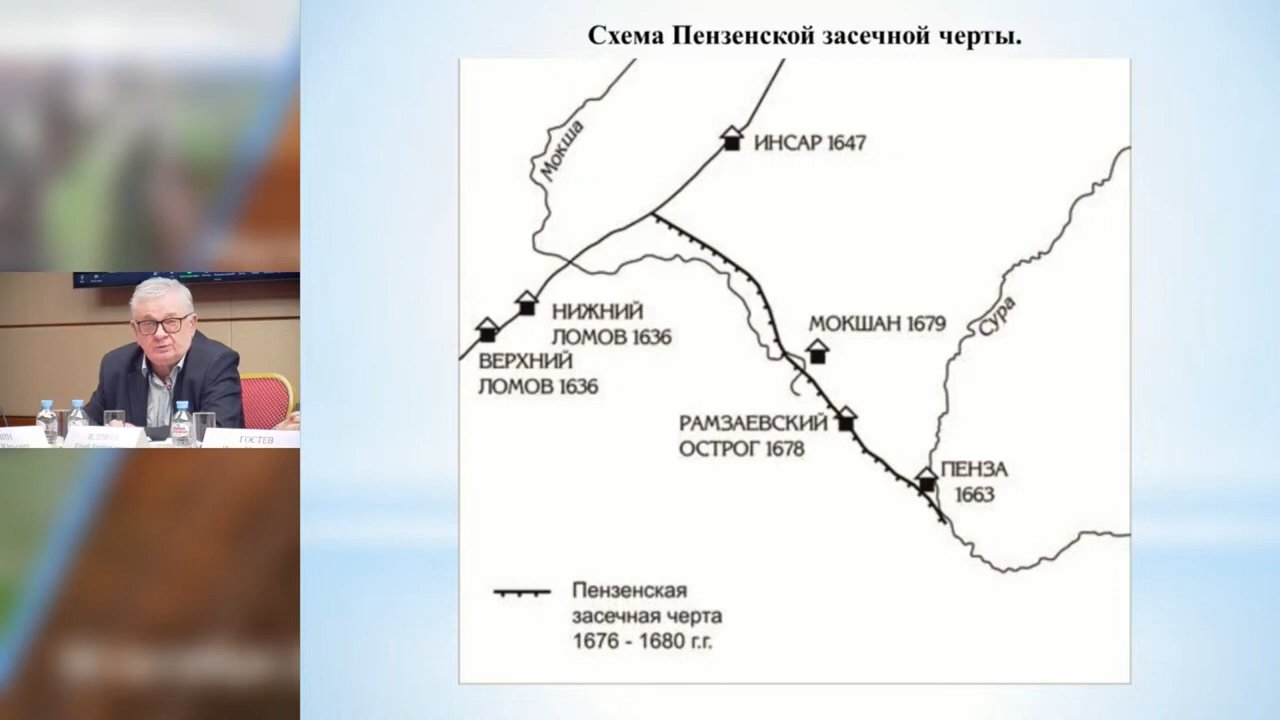 Схема Пензенской засечной черты.
Мокша
ИНСАР 1647
НИЖНИЙ
ЛОМОВ 1636
ВЕРХНИЙ
ЛОМОВ 1636
МОКШАН 1679
Сура
РАМЗАЕВСКИЙ
ОСТРОГ 1678
ПЕНЗА
1663
Пензенская
засечная черта
1676 - 1680 г.г.
ГОСТЕВ